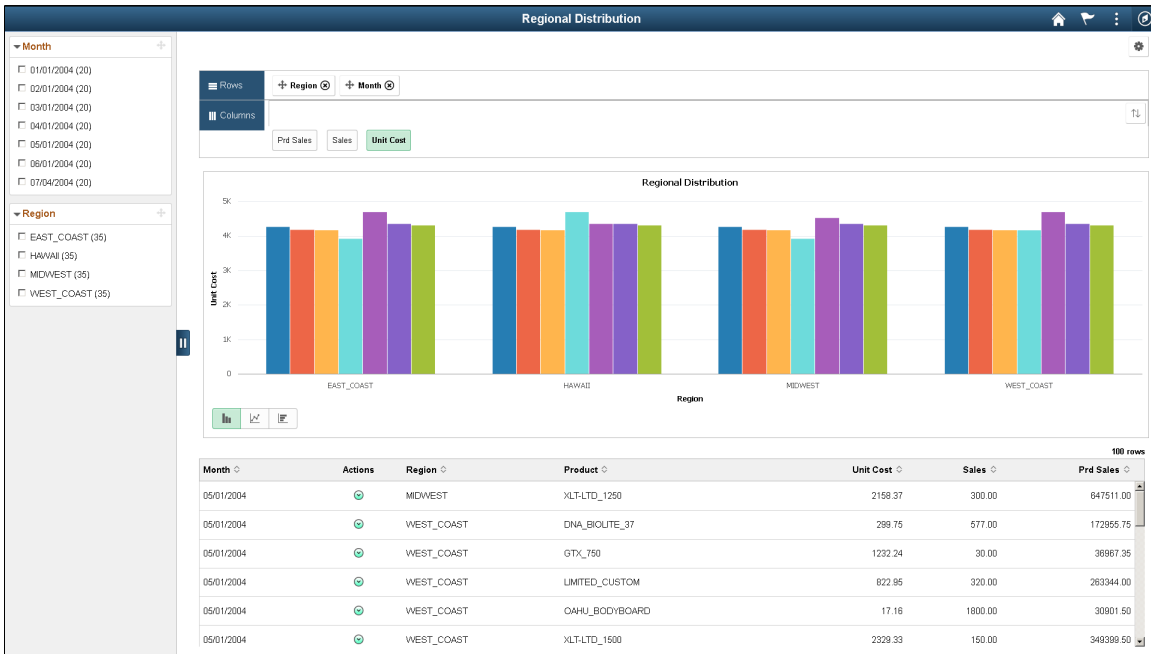 Regional Distribution
Month
01/01/2004 (20)
02/01/2004 (20)
03/01/2004 (20)
04/01/2004 (20)
05/01/2004 (20)
06/01/2004 (20)
07/04/2004 (20)
Region
EAST_COAST (35)
HAWAII (35)
MIDWEST (35)
WEST_COAST (35)
Rows Region Month
Columns
Prd Sales Sales Unit Cost
Regional Distribution
5K
4K
3K
2K
1K
0
Unit Cost
EAST_COAST HAWAII MIDWEST WEST_COAST
Region
100 rows
Month Actions Region Product Unit Cost Sales Prd Sales
05/01/2004 MIDWEST XLT-LTD_1250 2158.37 300.00 647511.00
05/01/2004 WEST_COAST DNA_BIOLITE_37 299.75 577.00 172955.75
05/01/2004 WEST_COAST GTX_750 1232.24 30.00 36967.35
05/01/2004 WEST_COAST LIMITED_CUSTOM 822.95 320.00 263344.00
05/01/2004 WEST_COAST OAHU_BODYBOARD 17.16 1800.00 30901.50
05/01/2004 WEST_COAST XLT-LTD_1500 2329.33 150.00 349399.50